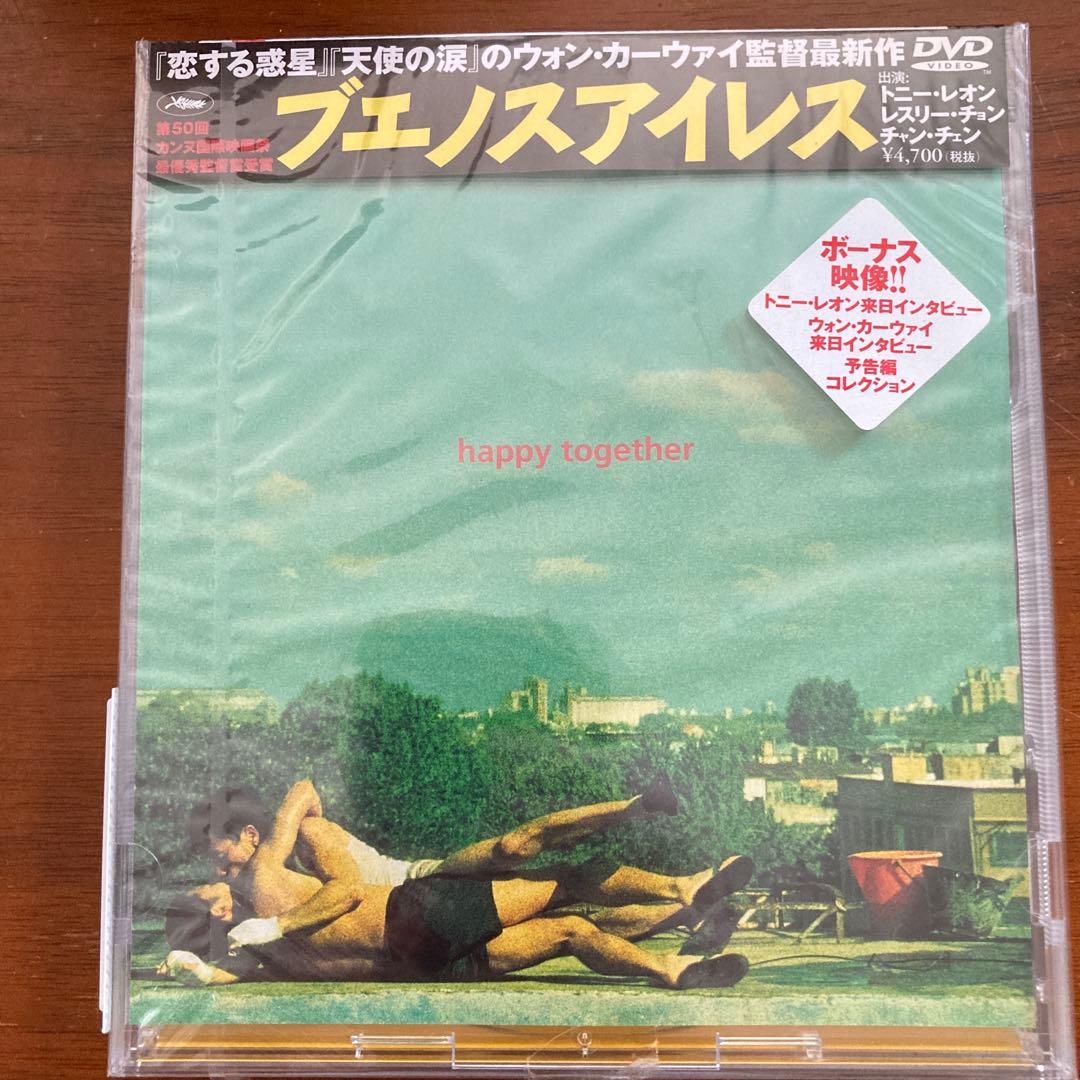 『恋する惑星』『天使の涙』のウォン・カーウァイ監督最新作
DVD
VIDEO™
第50回
カンヌ国際映画祭
最優秀監督賞受賞
ブエノスアイレス
出演:
トニー・レオン
レスリー・チョン
チャン・チェン
¥4,700(税抜)
ボーナス
映像!!
トニー・レオン来日インタビュー
ウォン・カーウァイ
来日インタビュー
予告編
コレクション
happy together